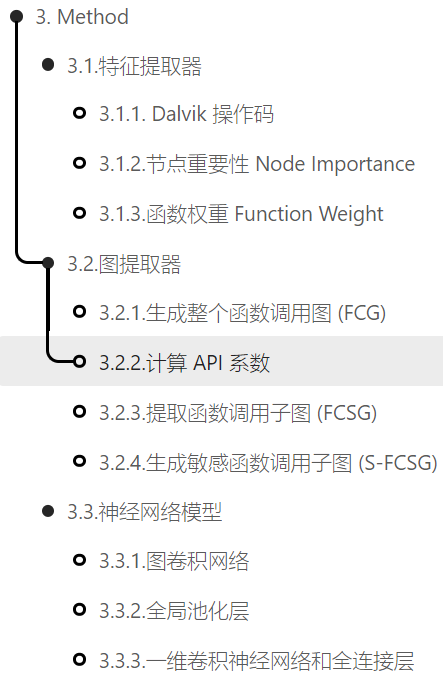 3. Method
3.1.特征提取器
3.1.1. Dalvik 操作码
3.1.2.节点重要性 Node Importance
3.1.3.函数权重 Function Weight
3.2.图提取器
3.2.1.生成整个函数调用图 (FCG)
3.2.2.计算 API 系数
3.2.3.提取函数调用子图 (FCSG)
3.2.4.生成敏感函数调用子图 (S-FCSG)
3.3.神经网络模型
3.3.1.图卷积网络
3.3.2.全局池化层
3.3.3.一维卷积神经网络和全连接层